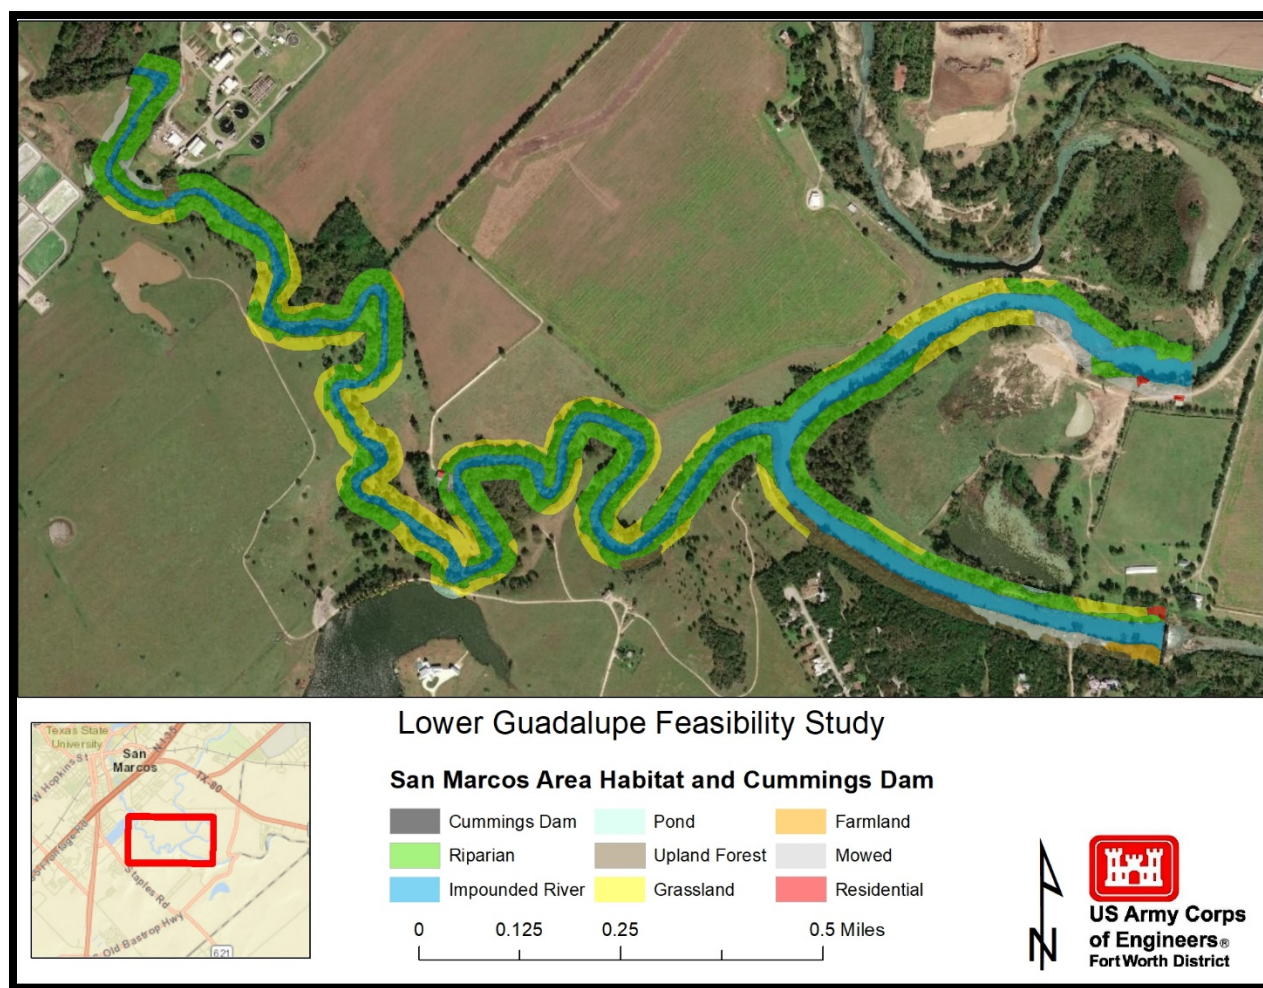 Lower Guadalupe Feasibility Study
San Marcos Area Habitat and Cummings Dam
Cummings Dam
Pond
Farmland
Riparian
Upland Forest
Mowed
Impounded River
Grassland
Residential
0 0.125 0.25 0.5 Miles
N
US Army Corps
of Engineers®
Fort Worth District
Texas State
University
San
Marcos
W Hopkins St
N I-35
TX-80
Staples Rd
Old Bastrop Hwy
621